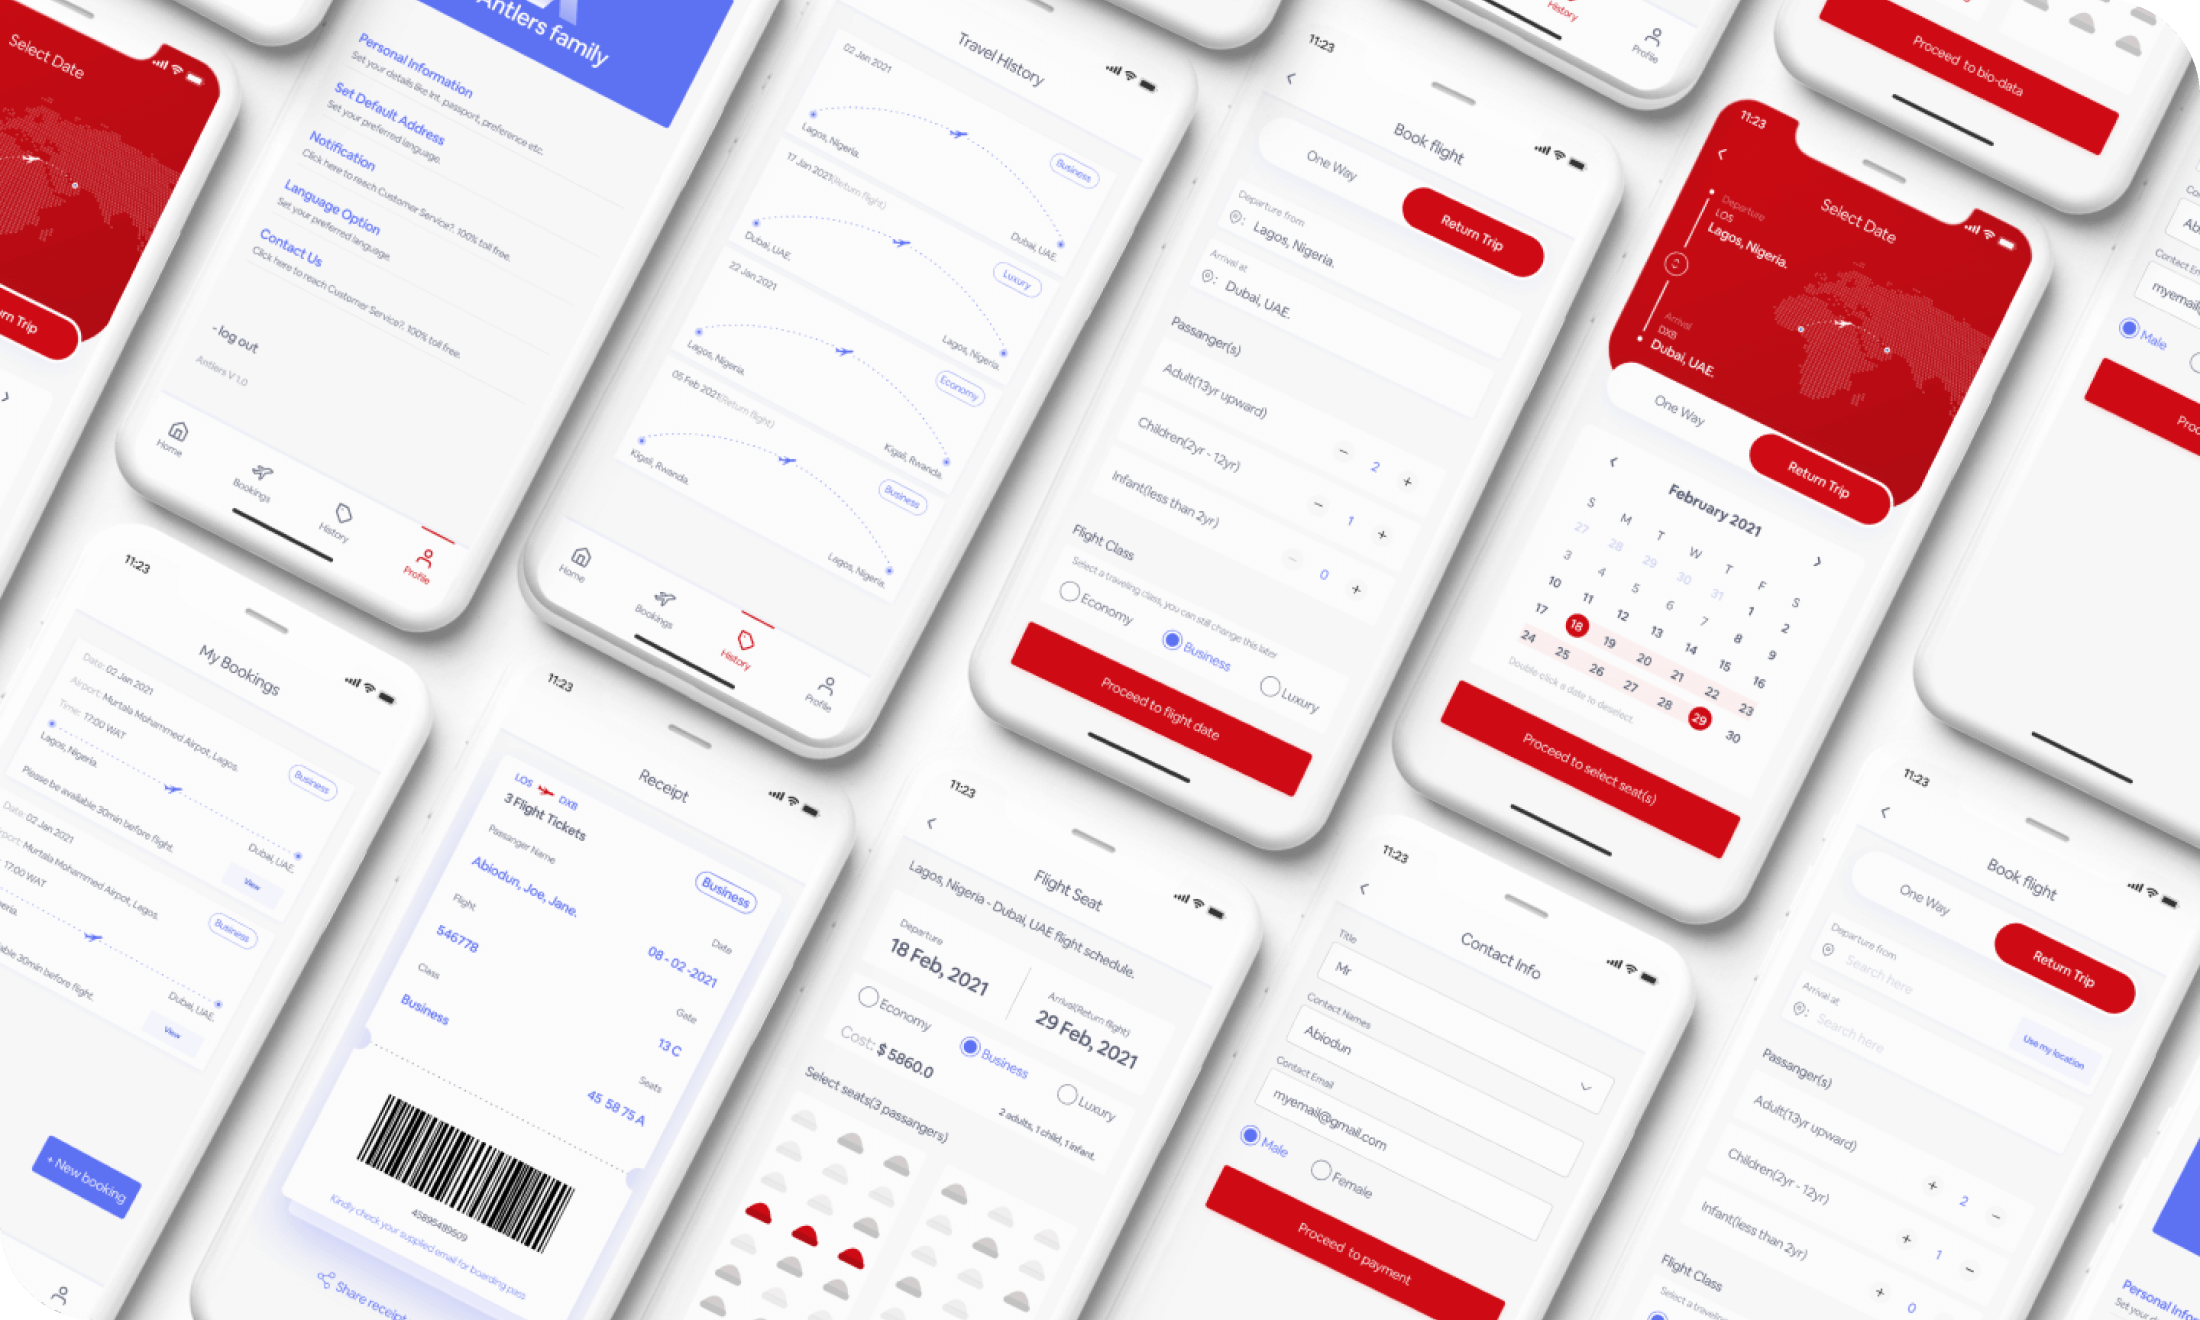 Select Date
rn Trip
Antlers family
Personal Information
Set your details like Int. passport, preference etc.
Set Default Address
Set your preferred language.
Notification
Click here to reach Customer Service?. 100% toll free.
Language Option
Set your preferred language.
Contact Us
Click here to reach Customer Service?. 100% toll free.
- log out
Antlers V 1.0
Home
Bookings
History
Profile
Travel History
02 Jan 2021
Lagos, Nigeria.
Business
Dubai, UAE.
17 Jan 2021(Return flight)
Dubai, UAE.
Luxury
Lagos, Nigeria.
22 Jan 2021
Lagos, Nigeria.
Economy
Kigali, Rwanda.
05 Feb 2021(Return flight)
Kigali, Rwanda.
Business
Lagos, Nigeria.
Home
Bookings
History
Profile
11:23
Book flight
One Way
Return Trip
Departure from
Lagos, Nigeria.
Arrival at
Dubai, UAE.
Passanger(s)
Adult(13yr upward)
− 2 +
Children(2yr - 12yr)
− 1 +
Infant(less than 2yr)
− 0 +
Flight Class
Select a traveling class, you can still change this later
Economy
Business
Luxury
Proceed to flight date
History
Profile
Proceed to bio-data
11:23
Select Date
Departure
LOS
Lagos, Nigeria.
Arrival
DXB
Dubai, UAE.
One Way
Return Trip
February 2021
S M T W T F S
27 28 29 30 31 1 2
3 4 5 6 7 8 9
10 11 12 13 14 15 16
17 18 19 20 21 22 23
24 25 26 27 28 29 30
Double click a date to deselect.
Proceed to select seat(s)
Co
Ab
Contact Em
myemail@
Male
Proc
11:23
My Bookings
Date: 02 Jan 2021
Airport: Murtala Mohammed Airpot, Lagos.
Time: 17:00 WAT
Business
Lagos, Nigeria.
Dubai, UAE.
Please be available 30min before flight.
View
Date: 02 Jan 2021
rport: Murtala Mohammed Airpot, Lagos.
17:00 WAT
Business
eria.
Dubai, UAE.
able 30min before flight.
View
+ New booking
11:23
Receipt
LOS DXB
3 Flight Tickets
Business
Passanger Name
Abiodun, Joe, Jane.
Date
08 - 02 -2021
Flight
546778
Gate
13 C
Class
Business
Seats
45 58 75 A
45895489509
Kindly check your supplied email for boarding pass
Share receipt
11:23
Flight Seat
Lagos, Nigeria - Dubai, UAE flight schedule.
Departure
18 Feb, 2021
Arrival(Return flight)
29 Feb, 2021
Economy
Business
Luxury
Cost: $ 5860.0
2 adults, 1 child, 1 infant.
Select seats(3 passangers)
11:23
Contact Info
Title
Mr
Contact Names
Abiodun
Contact Email
myemail@gmail.com
Male
Female
Proceed to payment
11:23
Book flight
One Way
Return Trip
Departure from
Search here
Arrival at
Search here
Use my location
Passanger(s)
Adult(13yr upward)
+ 2 −
Children(2yr - 12yr)
+ 1 −
Infant(less than 2yr)
+ 0
Flight Class
Select a traveling
Personal Infor
Set your de